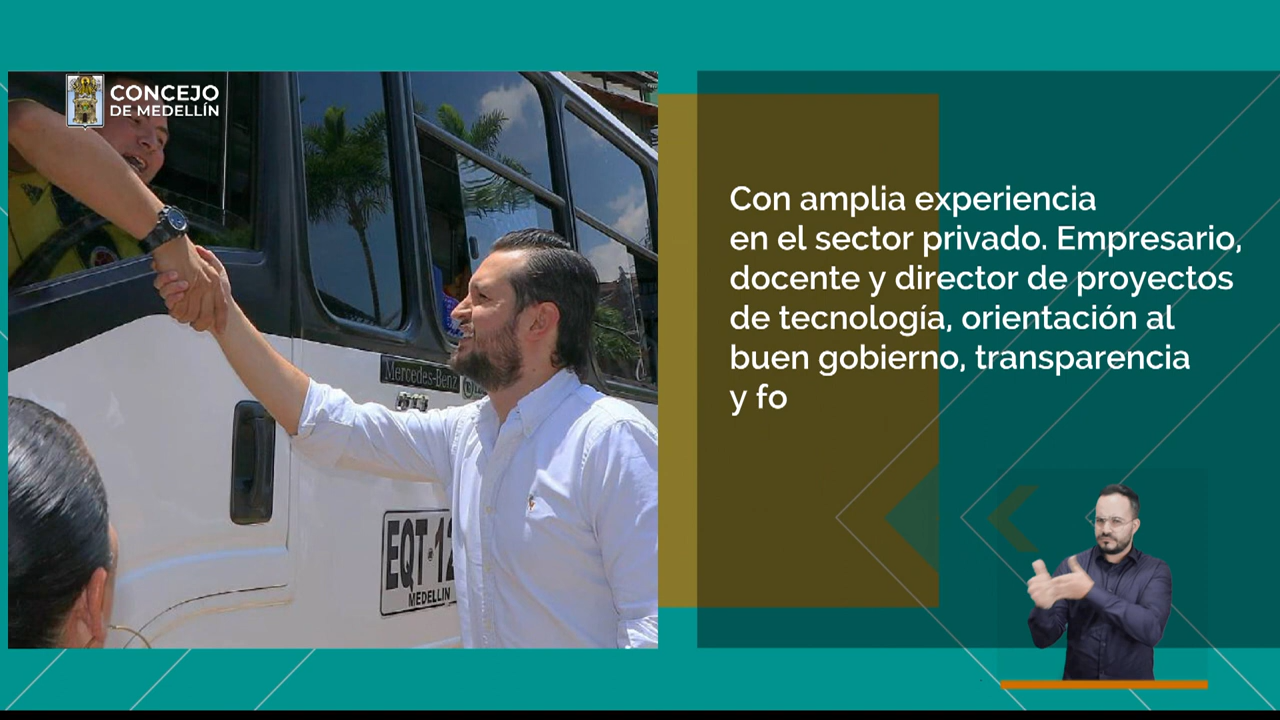 CONCEJO
DE MEDELLÍN
Con amplia experiencia
en el sector privado. Empresario,
docente y director de proyectos
de tecnología, orientación al
buen gobierno, transparencia
y fo
Mercedes-Benz
EQT-12
MEDELLIN